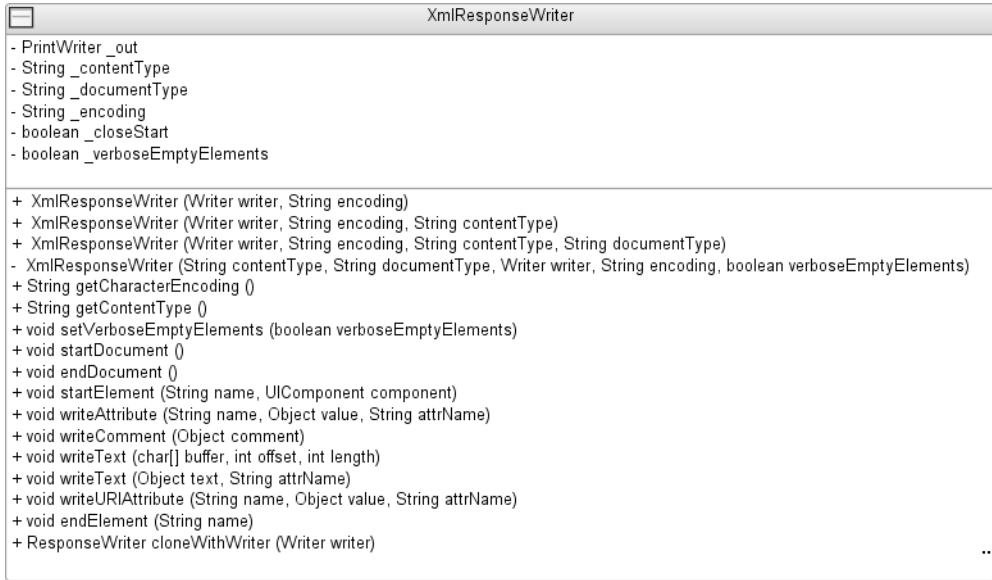 XmlResponseWriter
- PrintWriter _out
- String _contentType
- String _documentType
- String _encoding
- boolean _closeStart
- boolean _verboseEmptyElements
+ XmlResponseWriter (Writer writer, String encoding)
+ XmlResponseWriter (Writer writer, String encoding, String contentType)
+ XmlResponseWriter (Writer writer, String encoding, String contentType, String documentType)
- XmlResponseWriter (String contentType, String documentType, Writer writer, String encoding, boolean verboseEmptyElements)
+ String getCharacterEncoding ()
+ String getContentType ()
+ void setVerboseEmptyElements (boolean verboseEmptyElements)
+ void startDocument ()
+ void endDocument ()
+ void startElement (String name, UIComponent component)
+ void writeAttribute (String name, Object value, String attrName)
+ void writeComment (Object comment)
+ void writeText (char[] buffer, int offset, int length)
+ void writeText (Object text, String attrName)
+ void writeURIAttribute (String name, Object value, String attrName)
+ void endElement (String name)
+ ResponseWriter cloneWithWriter (Writer writer)
..